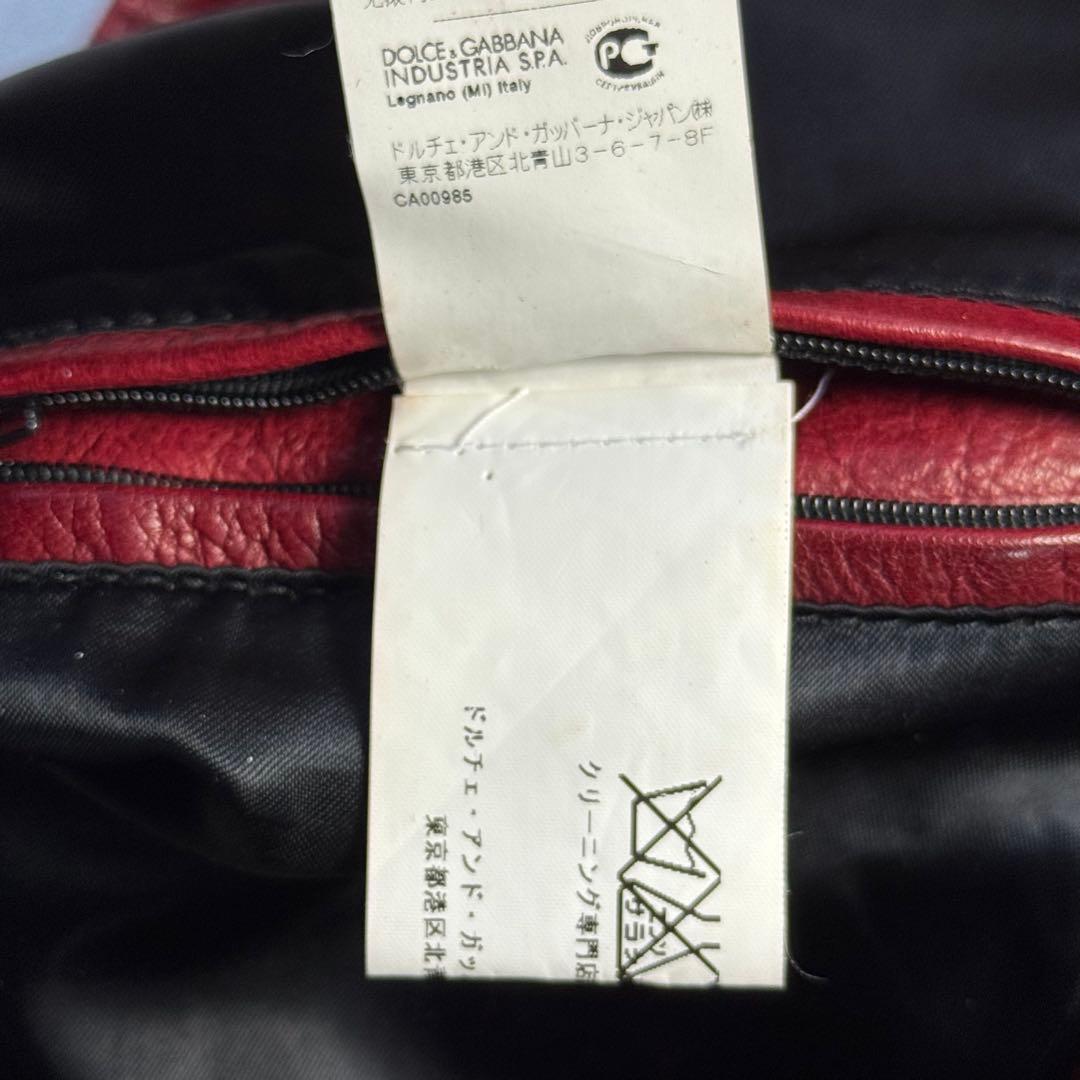 DOLCE & GABBANA
INDUSTRIA S.P.A.
Legnano (MI) Italy
PG
ドルチェ・アンド・ガッバーナ・ジャパン(株)
東京都港区北青山3-6-7-8F
CA00985
クリーニング専門店
ドルチェ・アンド・ガッ
東京都港区北青